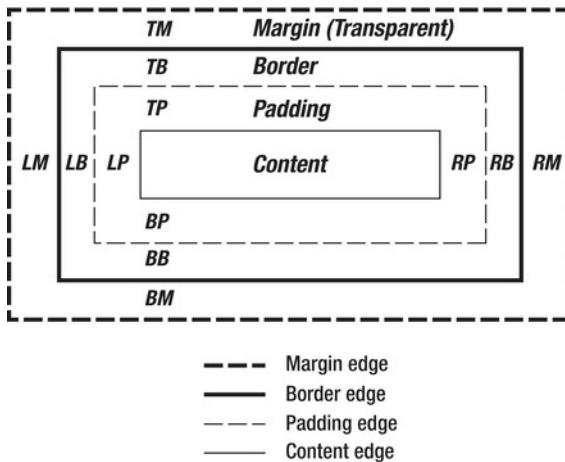 TM Margin (Transparent)
TB Border
TP Padding
LM LB LP Content RP RB RM
BP
BB
BM
Margin edge
Border edge
Padding edge
Content edge